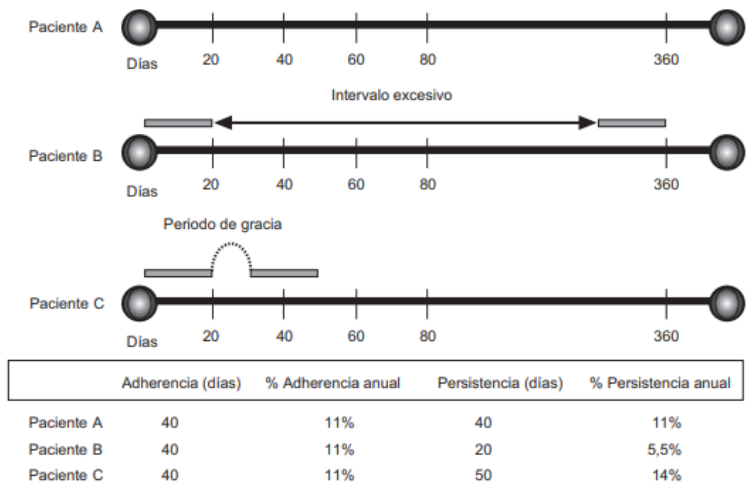 Paciente A
Días 20 40 60 80 360
Intervalo excesivo
Paciente B
Días 20 40 60 80 360
Periodo de gracia
Paciente C
Días 20 40 60 80 360
Adherencia (días) % Adherencia anual Persistencia (días) % Persistencia anual
Paciente A 40 11% 40 11%
Paciente B 40 11% 20 5,5%
Paciente C 40 11% 50 14%